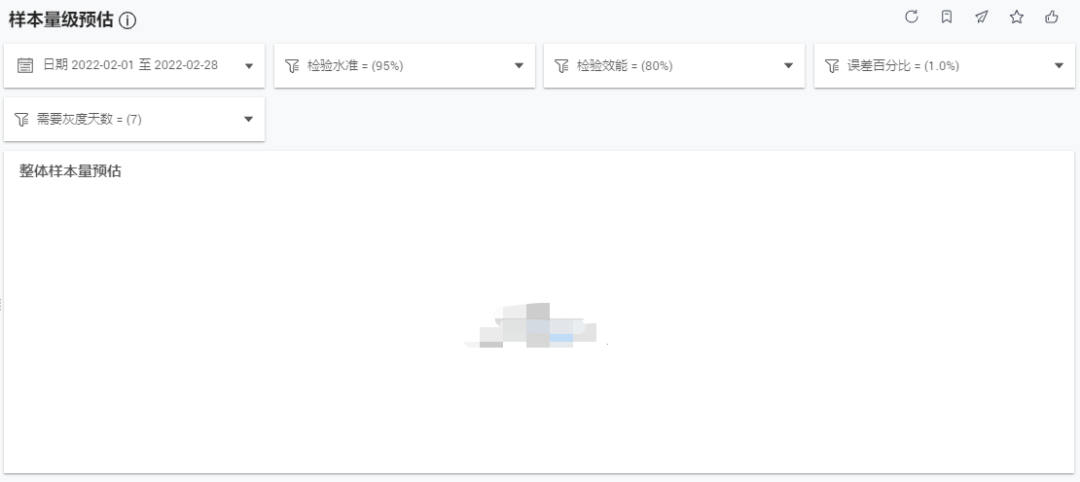 样本量级预估
日期 2022-02-01 至 2022-02-28
检验水准 = (95%)
检验效能 = (80%)
误差百分比 = (1.0%)
需要灰度天数 = (7)
整体样本量预估